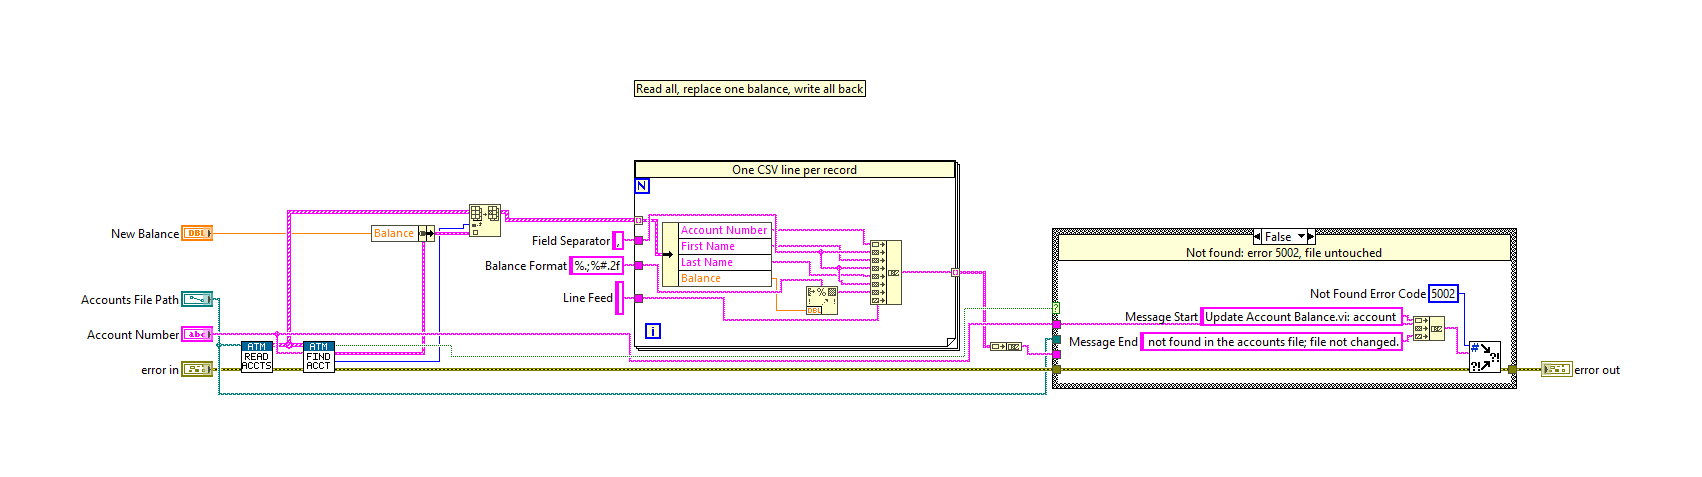 Read all, replace one balance, write all back
One CSV line per record
N
New Balance
DBL
Balance
Field Separator
,
Balance Format
%.;%#.2f
Line Feed
Account Number
First Name
Last Name
Balance
%
DBL
i
Accounts File Path
Account Number
abc
error in
ATM
READ
ACCTS
ATM
FIND
ACCT
False
Not found: error 5002, file untouched
?
Not Found Error Code
5002
Message Start
Update Account Balance.vi: account
Message End
not found in the accounts file; file not changed.
#
?!
?!
error out